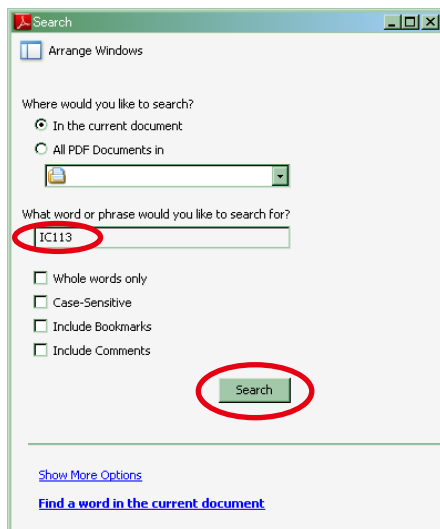 Search
Arrange Windows
Where would you like to search?
In the current document
All PDF Documents in
What word or phrase would you like to search for?
IC113
Whole words only
Case-Sensitive
Include Bookmarks
Include Comments
Search
Show More Options
Find a word in the current document